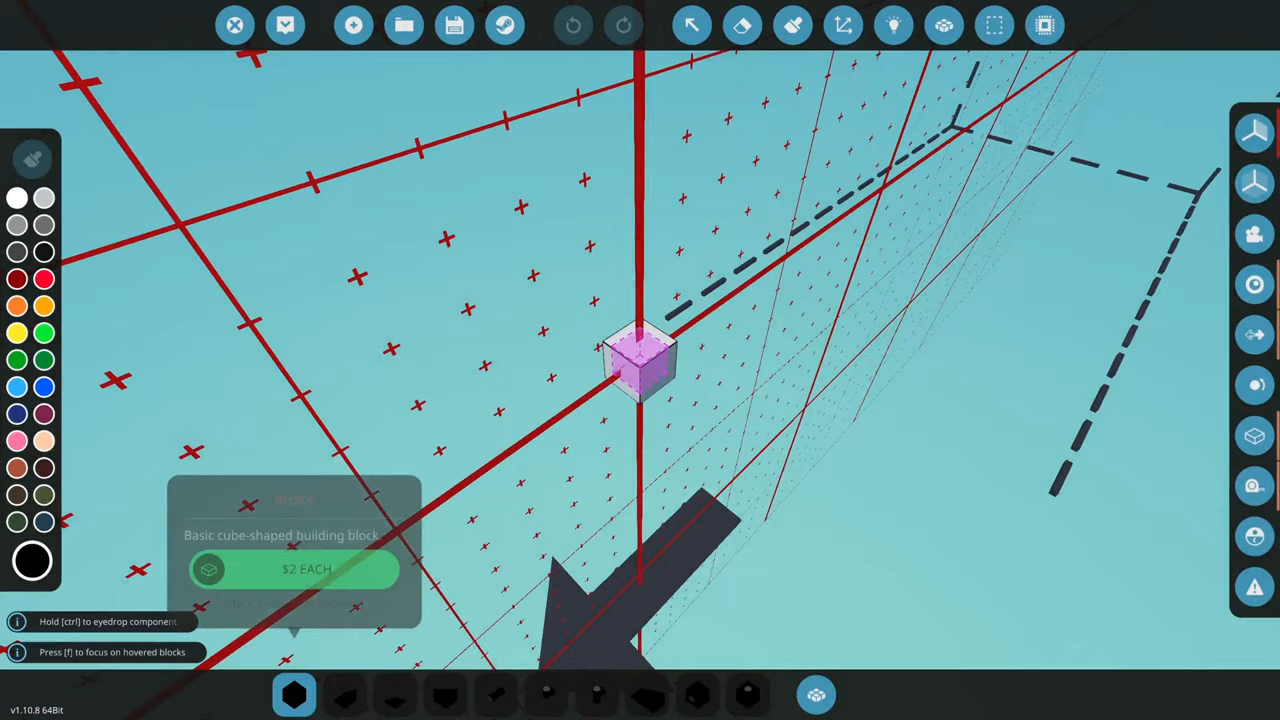 BLOCK
Basic cube-shaped building block.
$2 EACH
Hold [ctrl] to eyedrop component
Press [f] to focus on hovered blocks
v1.10.8 64Bit